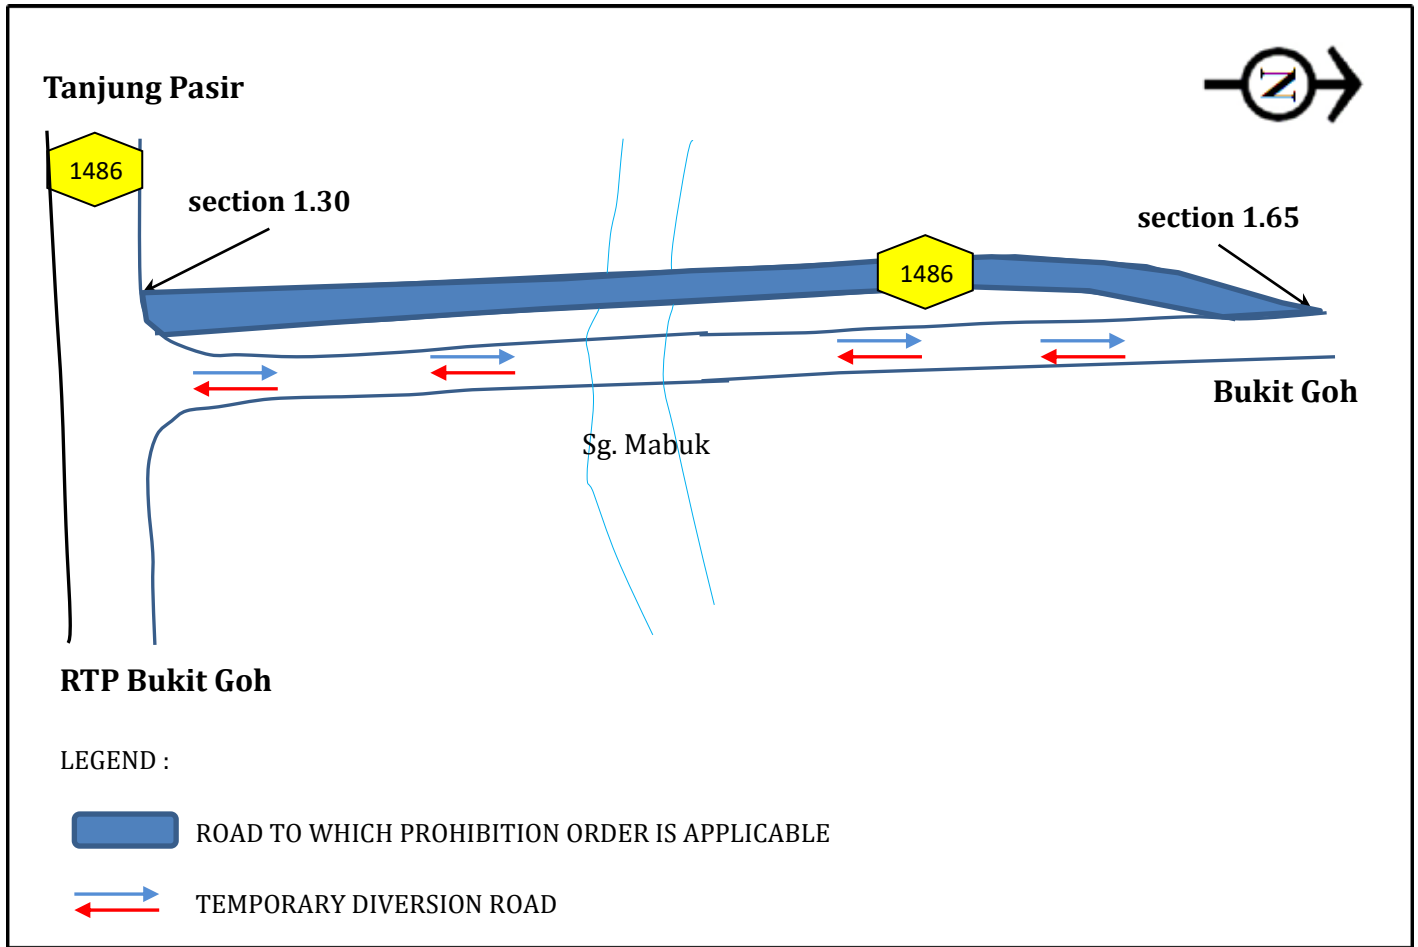 Tanjung Pasir
N
1486
section 1.30
section 1.65
1486
Bukit Goh
Sg. Mabuk
RTP Bukit Goh
LEGEND :
ROAD TO WHICH PROHIBITION ORDER IS APPLICABLE
TEMPORARY DIVERSION ROAD